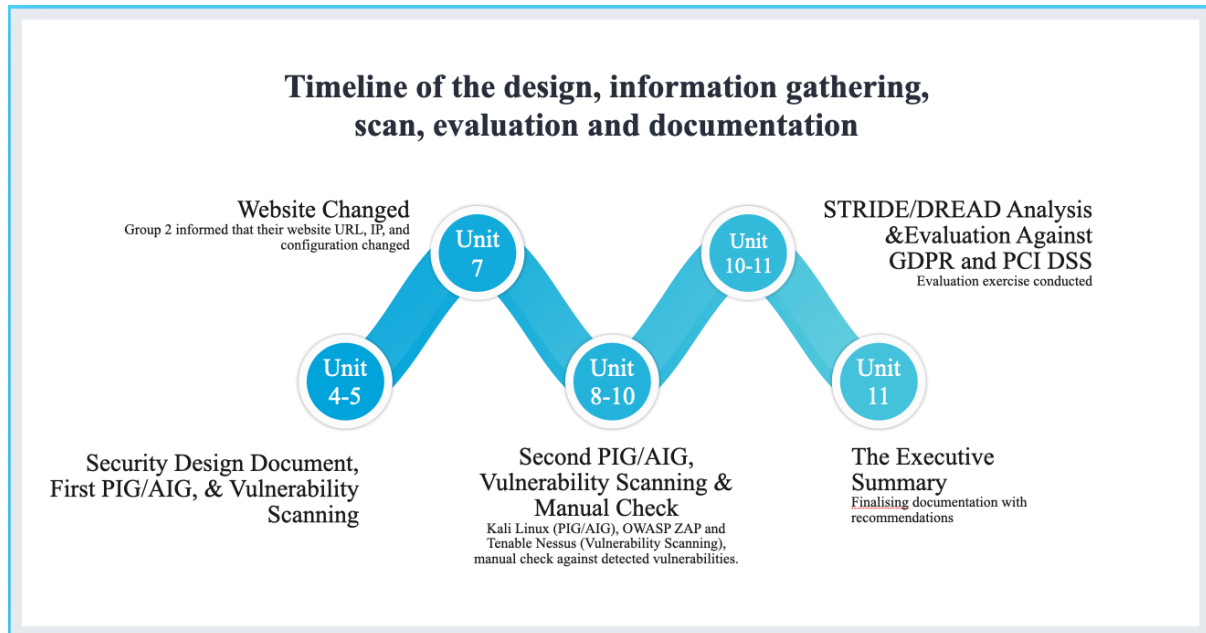 Timeline of the design, information gathering,
scan, evaluation and documentation
Website Changed
Group 2 informed that their website URL, IP, and
configuration changed
Unit
7
Unit
10-11
STRIDE/DREAD Analysis
&Evaluation Against
GDPR and PCI DSS
Evaluation exercise conducted
Unit
4-5
Unit
8-10
Unit
11
Security Design Document,
First PIG/AIG, & Vulnerability
Scanning
Second PIG/AIG,
Vulnerability Scanning &
Manual Check
Kali Linux (PIG/AIG), OWASP ZAP and
Tenable Nessus (Vulnerability Scanning),
manual check against detected vulnerabilities.
The Executive
Summary
Finalising documentation with
recommendations